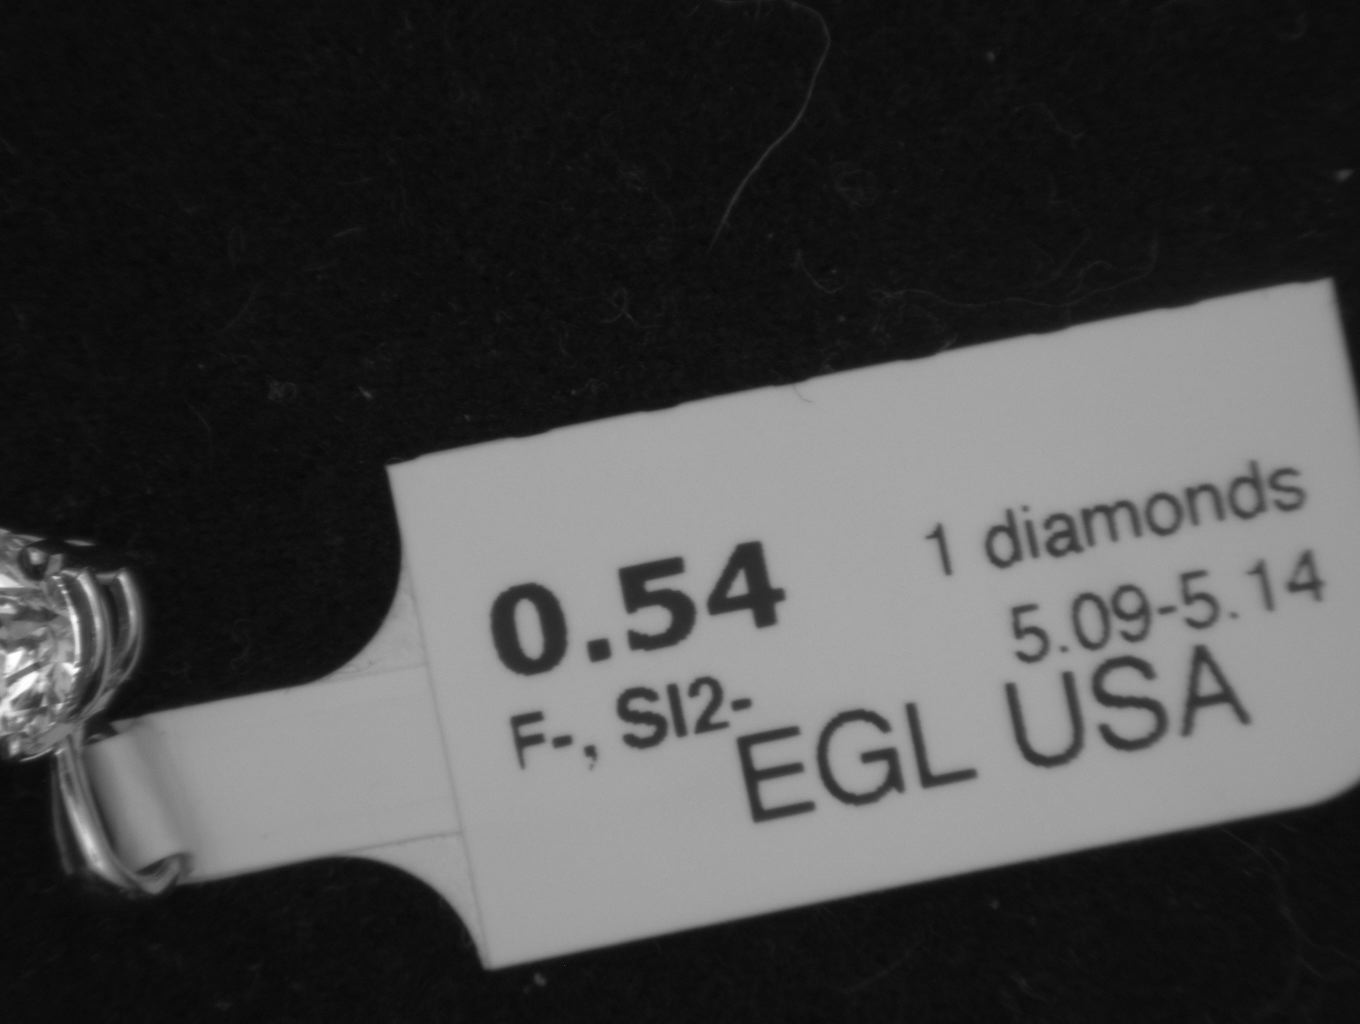 0.54
F-, SI2-
1 diamonds
5.09-5.14
EGL USA